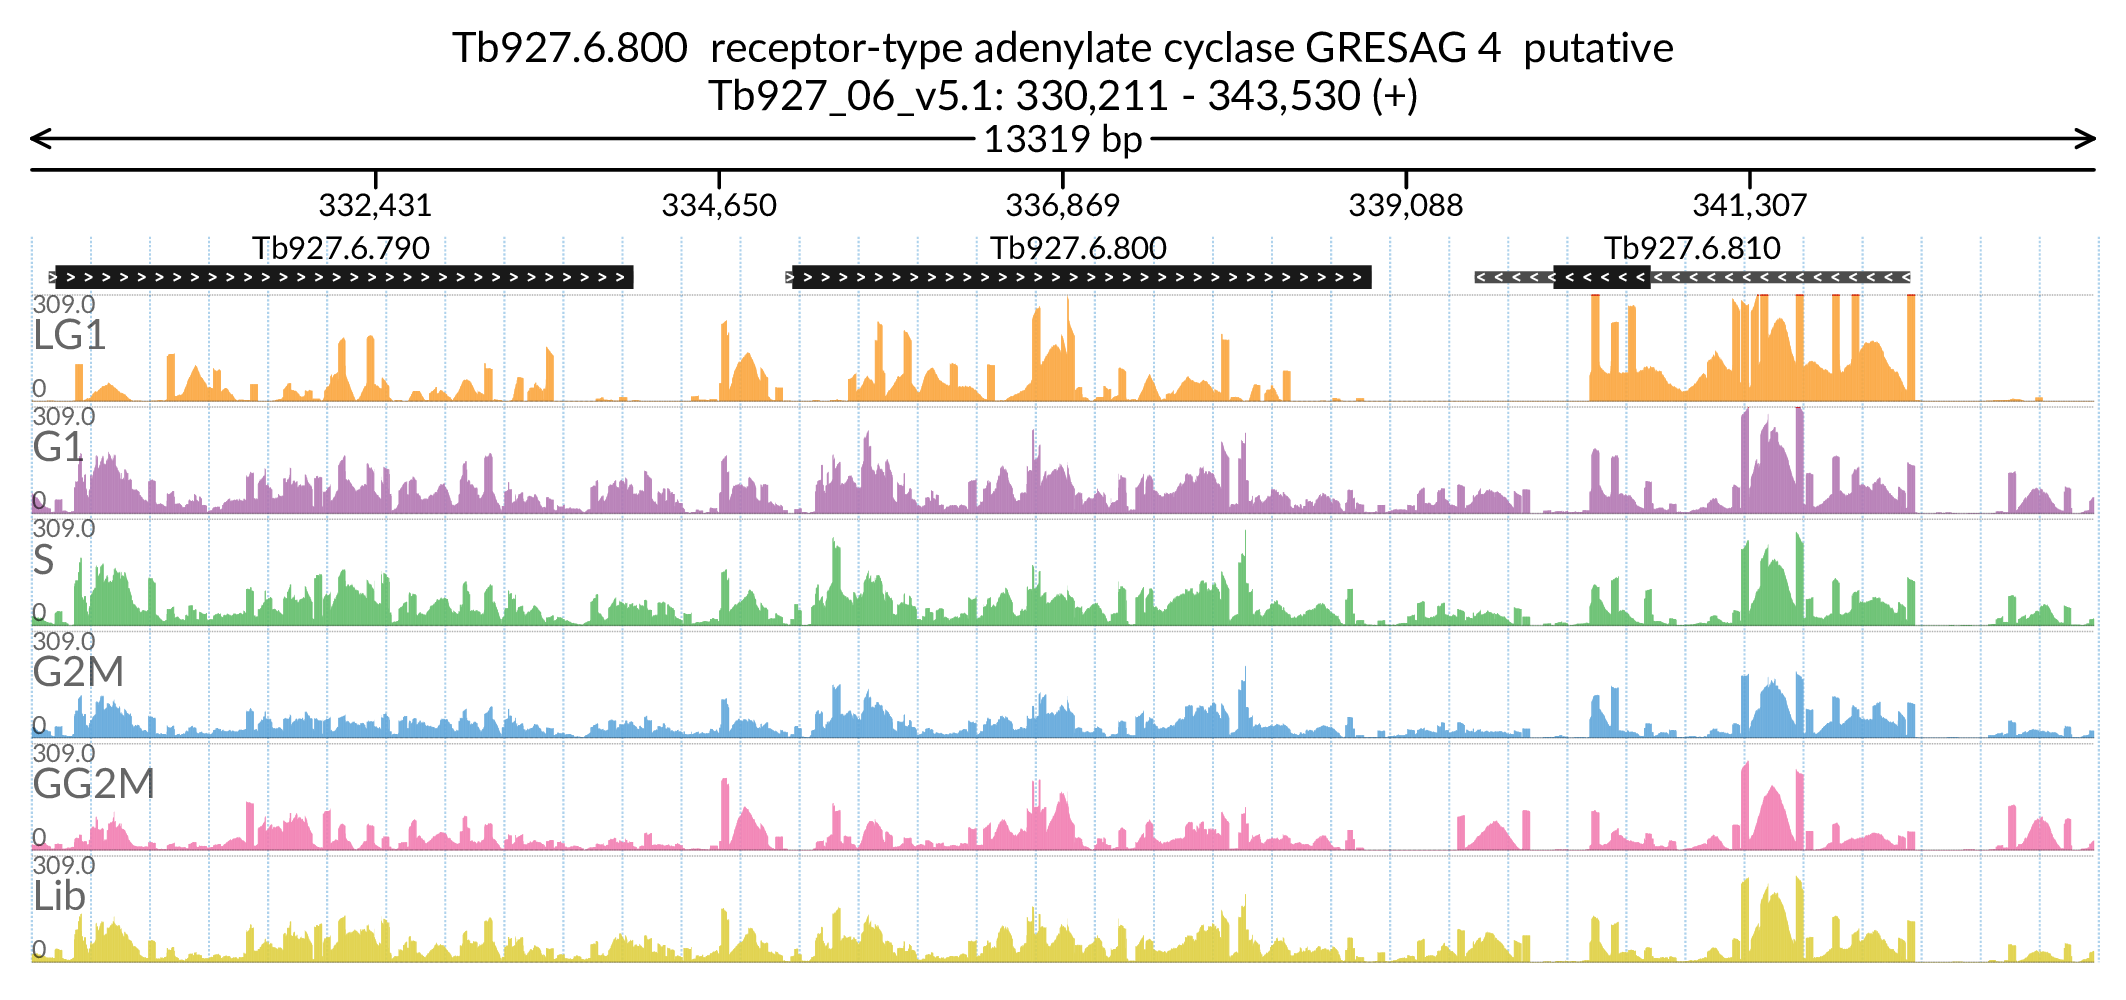 Tb927.6.800 receptor-type adenylate cyclase GRESAG 4 putative
Tb927_06_v5.1: 330,211 - 343,530 (+)
13319 bp
332,431 334,650 336,869 339,088 341,307
Tb927.6.790 Tb927.6.800 Tb927.6.810
309.0
LG1
0
309.0
G1
0
309.0
S
0
309.0
G2M
0
309.0
GG2M
0
309.0
Lib
0